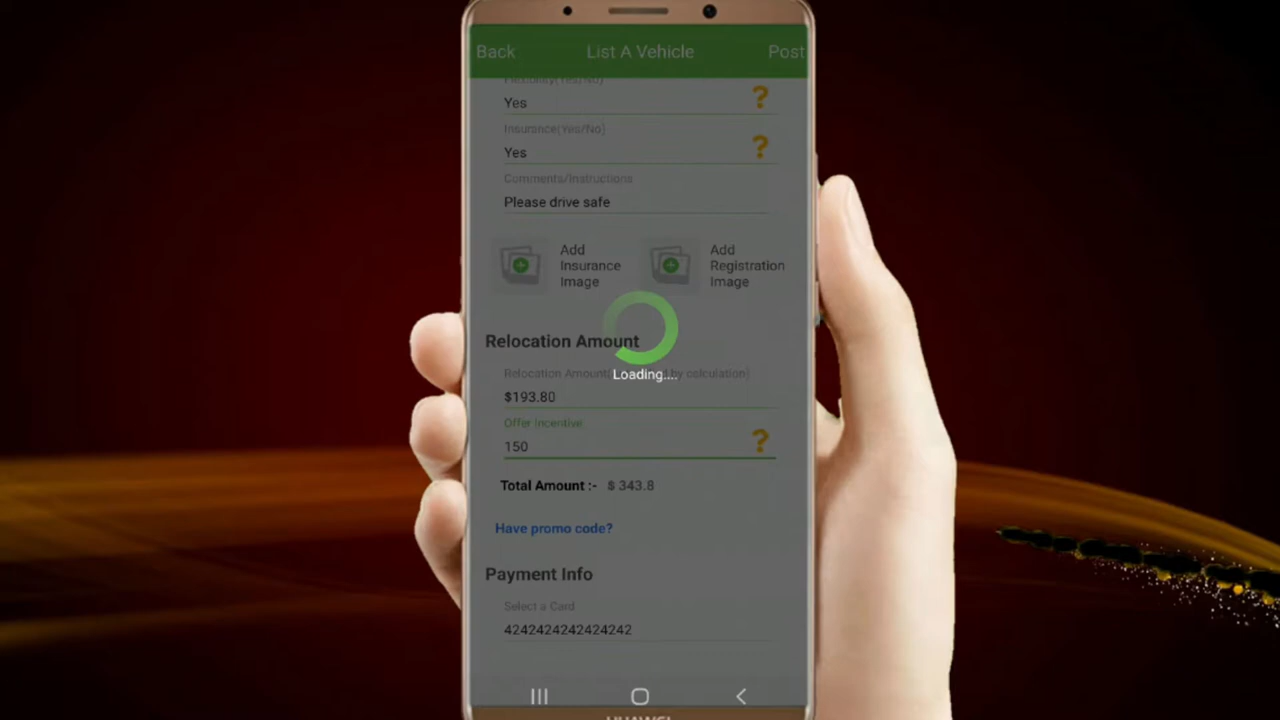 Back List A Vehicle Post
Yes ?
Insurance(Yes/No)
Yes ?
Comments/Instructions
Please drive safe
Add
Insurance
Image
Add
Registration
Image
Relocation Amount
Relocation Amount by calculation)
Loading....
$193.80
Offer incentive
150 ?
Total Amount :- $ 343.8
Have promo code?
Payment Info
Select a Card
4242424242424242